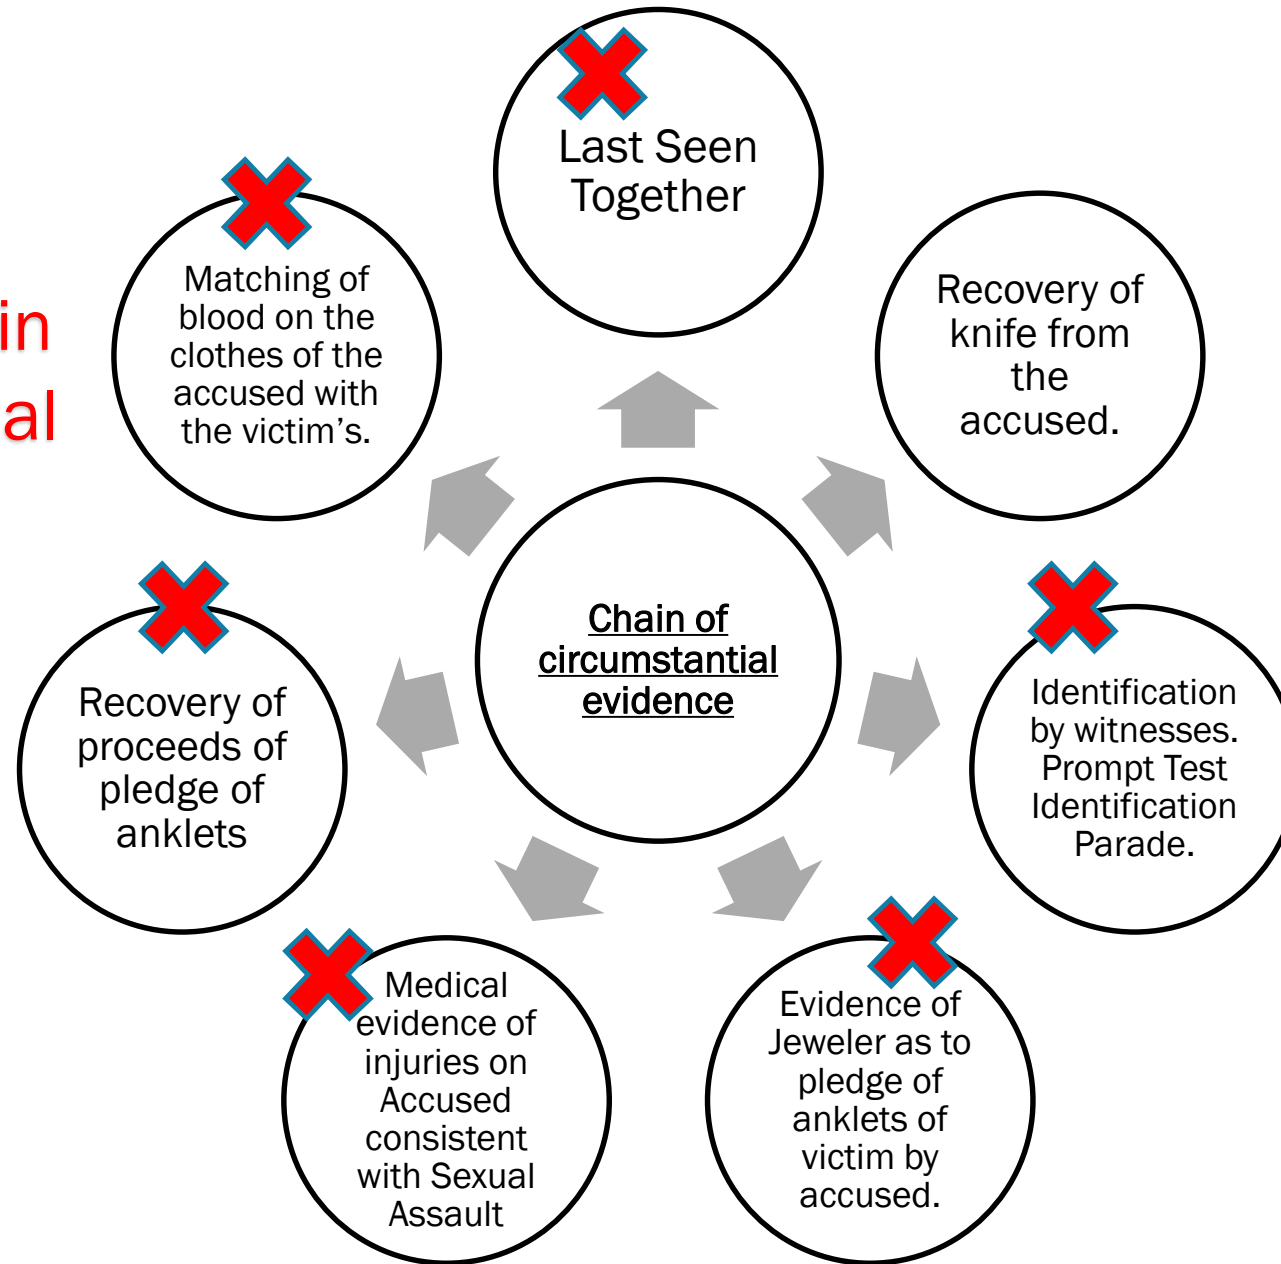 Last Seen
Together
Recovery of
knife from
the
accused.
Identification
by witnesses.
Prompt Test
Identification
Parade.
Evidence of
Jeweler as to
pledge of
anklets of
victim by
accused.
Medical
evidence of
injuries on
Accused
consistent
with Sexual
Assault
Recovery of
proceeds of
pledge of
anklets
Matching of
blood on the
clothes of the
accused with
the victim's.
Chain of
circumstantial
evidence
in
al